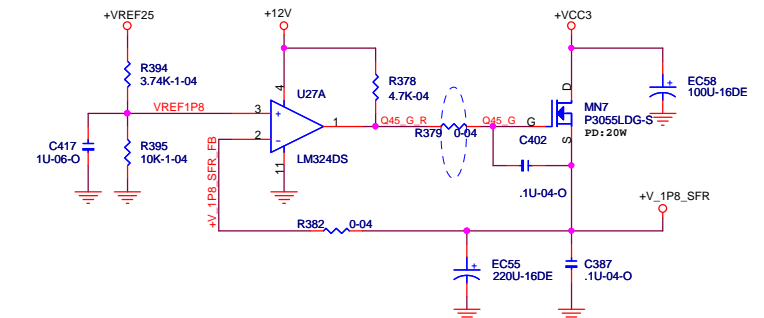 +VREF25
+12V
+VCC3
R394
3.74K-1-04
VREF1P8
C417
1U-06-O
R395
10K-1-04
U27A
4
3
+
2
-
1
11
LM324DS
R378
4.7K-04
Q45_G_R
R379
0-04
Q45_G
G
D
S
MN7
P3055LDG-S
PD:20W
EC58
100U-16DE
+
C402
.1U-04-O
+V_1P8_SFR
+V_1P8_SFR_FB
R382
0-04
EC55
220U-16DE
+
C387
.1U-04-O